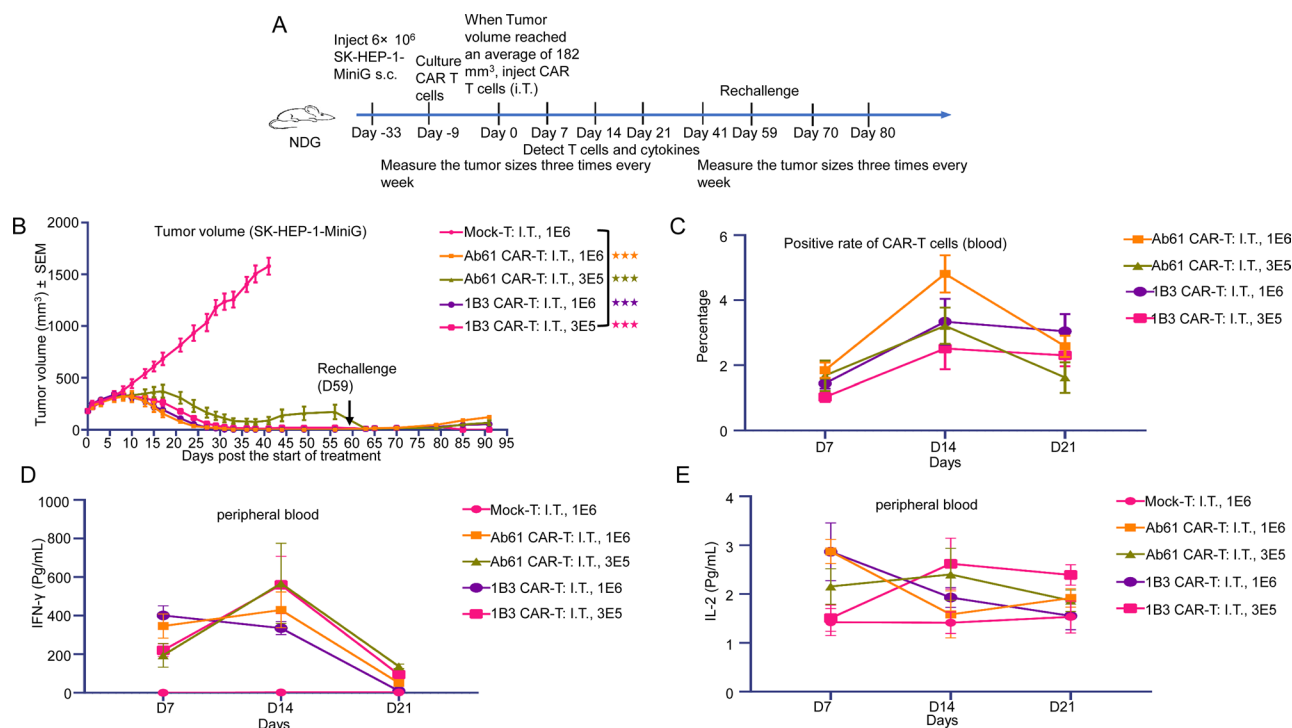 A
Inject 6× 10⁶
SK-HEP-1-
MiniG s.c.
Culture
CAR T
cells
When Tumor
volume reached
an average of 182
mm³, inject CAR
T cells (i.T.)
Rechallenge
NDG
Day -33 Day -9 Day 0 Day 7 Day 14 Day 21 Day 41 Day 59 Day 70 Day 80
Detect T cells and cytokines
Measure the tumor sizes three times every
week
Measure the tumor sizes three times every
week
B
Tumor volume (SK-HEP-1-MiniG)
Tumor volume (mm³) ± SEM
2000
1500
1000
500
0
Rechallenge
(D59)
0 5 10 15 20 25 30 35 40 45 50 55 60 65 70 75 80 85 90 95
Days post the start of treatment
Mock-T: I.T., 1E6
Ab61 CAR-T: I.T., 1E6 ★★★
Ab61 CAR-T: I.T., 3E5 ★★★
1B3 CAR-T: I.T., 1E6 ★★★
1B3 CAR-T: I.T., 3E5 ★★★
C
Positive rate of CAR-T cells (blood)
Percentage
6
4
2
0
D7 D14 D21
Days
Ab61 CAR-T: I.T., 1E6
Ab61 CAR-T: I.T., 3E5
1B3 CAR-T: I.T., 1E6
1B3 CAR-T: I.T., 3E5
D
peripheral blood
IFN-γ (Pg/mL)
1000
800
600
400
200
0
D7 D14 D21
Days
Mock-T: I.T., 1E6
Ab61 CAR-T: I.T., 1E6
Ab61 CAR-T: I.T., 3E5
1B3 CAR-T: I.T., 1E6
1B3 CAR-T: I.T., 3E5
E
peripheral blood
IL-2 (Pg/mL)
4
3
2
1
0
D7 D14 D21
Days
Mock-T: I.T., 1E6
Ab61 CAR-T: I.T., 1E6
Ab61 CAR-T: I.T., 3E5
1B3 CAR-T: I.T., 1E6
1B3 CAR-T: I.T., 3E5